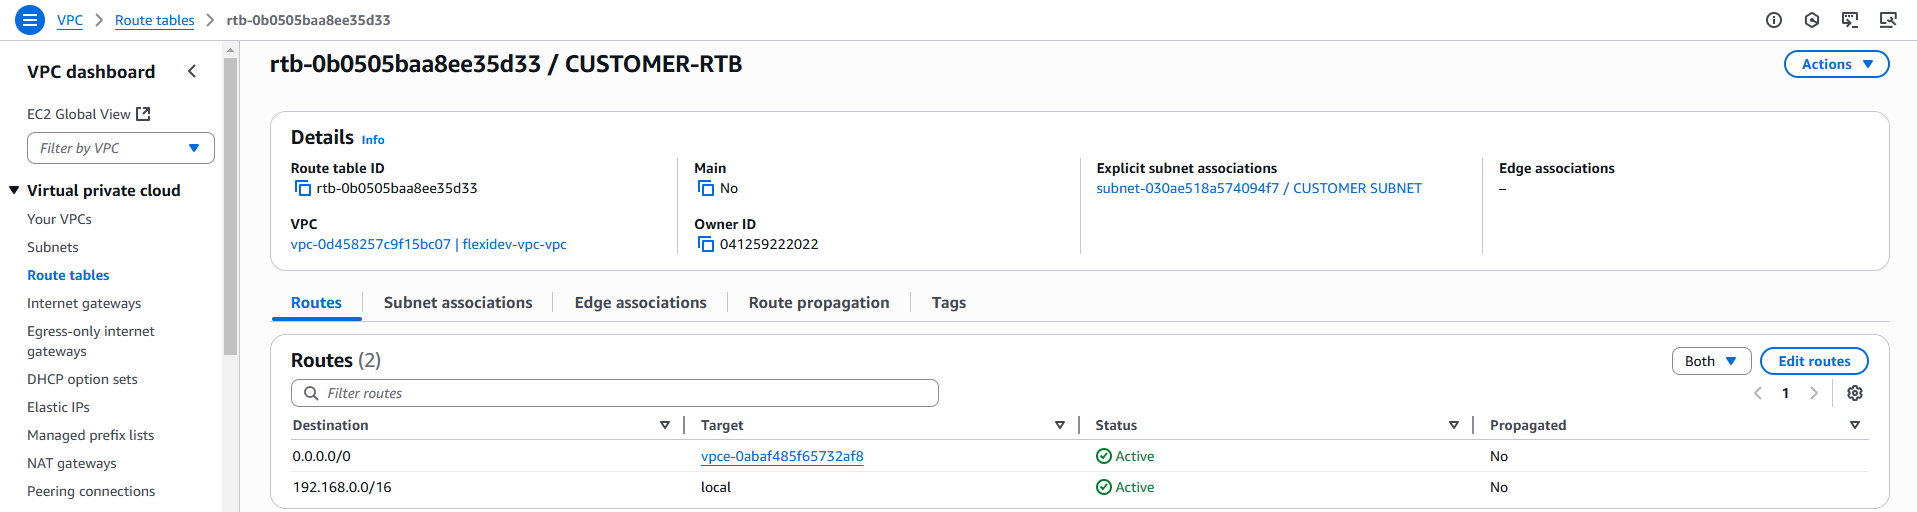 VPC > Route tables > rtb-0b0505baa8ee35d33
VPC dashboard
EC2 Global View
Filter by VPC
Virtual private cloud
Your VPCs
Subnets
Route tables
Internet gateways
Egress-only internet
gateways
DHCP option sets
Elastic IPs
Managed prefix lists
NAT gateways
Peering connections
rtb-0b0505baa8ee35d33 / CUSTOMER-RTB
Actions
Details Info
Route table ID
rtb-0b0505baa8ee35d33
Main
No
Explicit subnet associations
subnet-030ae518a574094f7 / CUSTOMER SUBNET
Edge associations
–
VPC
vpc-0d458257c9f15bc07 | flexidev-vpc-vpc
Owner ID
041259222022
Routes Subnet associations Edge associations Route propagation Tags
Routes (2)
Both
Edit routes
Filter routes
1
Destination Target Status Propagated
0.0.0.0/0 vpce-0abaf485f65732af8 Active No
192.168.0.0/16 local Active No